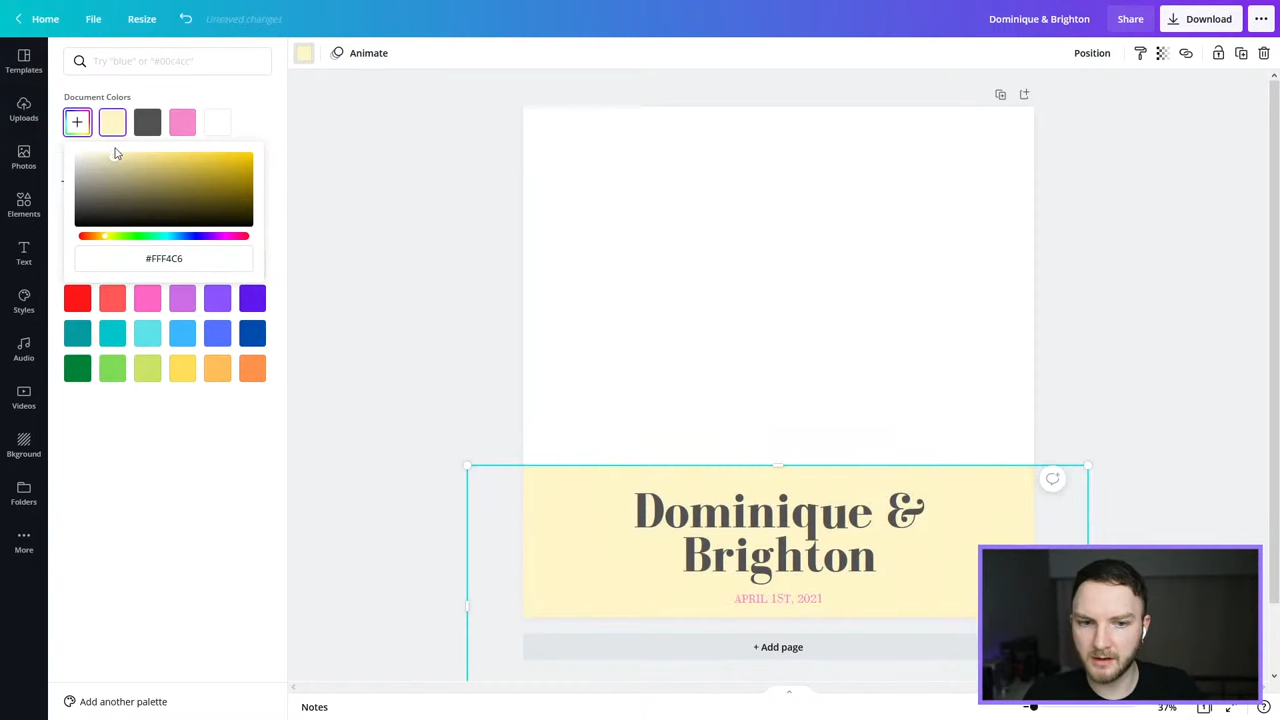 Home File Resize Unsaved changes Dominique & Brighton Share Download
Try "blue" or "#00c4cc" Animate Position
Templates
Uploads
Photos
Elements
Text
Styles
Audio
Videos
Bkground
Folders
More
Document Colors
#FFF4C6
Add another palette
Dominique &
Brighton
APRIL 1ST, 2021
+ Add page
Notes 37% 1